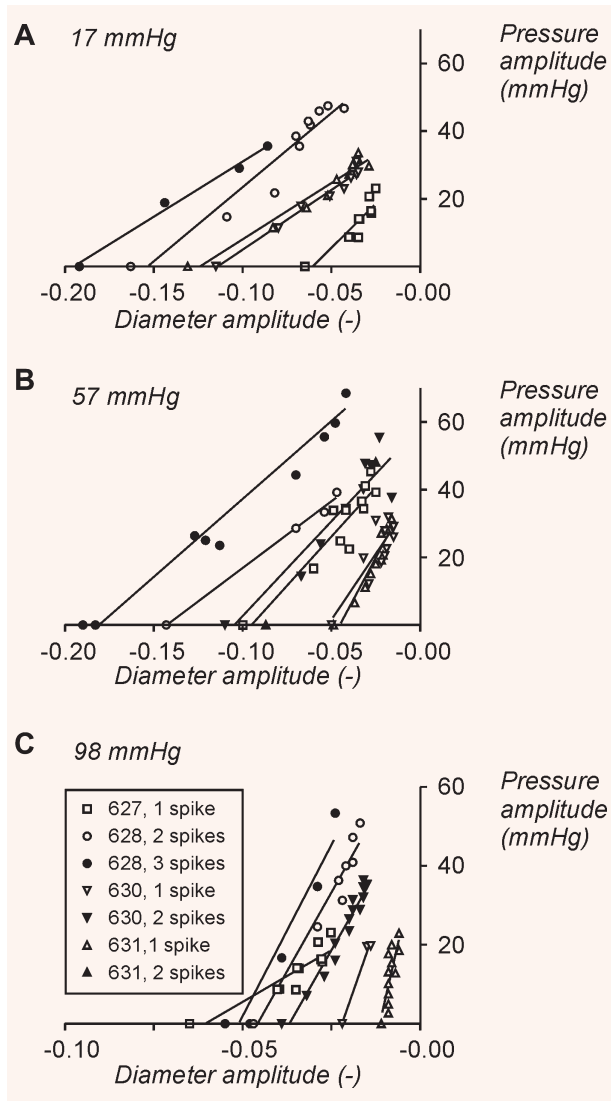 A
17 mmHg
Pressure
amplitude
(mmHg)
60
40
20
-0.20 -0.15 -0.10 -0.05 -0.00
Diameter amplitude (-)
B
57 mmHg
Pressure
amplitude
(mmHg)
60
40
20
-0.20 -0.15 -0.10 -0.05 -0.00
Diameter amplitude (-)
C
98 mmHg
Pressure
amplitude
(mmHg)
60
40
20
627, 1 spike
628, 2 spikes
628, 3 spikes
630, 1 spike
630, 2 spikes
631,1 spike
631, 2 spikes
-0.10 -0.05 -0.00
Diameter amplitude (-)